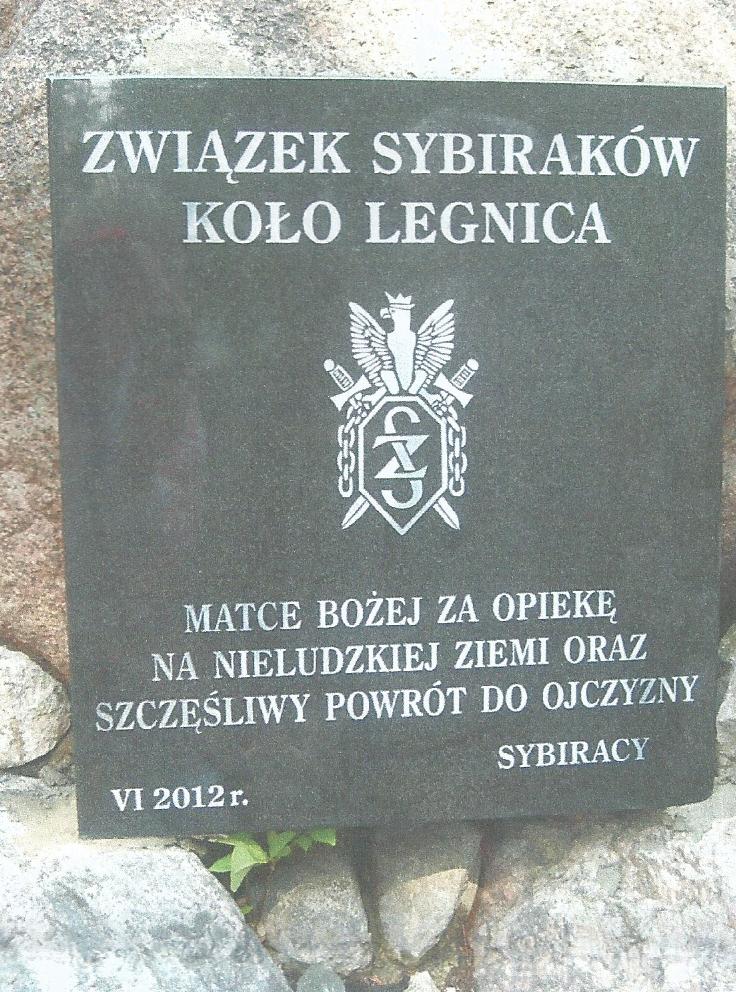 ZWIĄZEK SYBIRAKÓW
KOŁO LEGNICA
ZSS
MATCE BOŻEJ ZA OPIEKĘ
NA NIELUDZKIEJ ZIEMI ORAZ
SZCZĘŚLIWY POWRÓT DO OJCZYZNY
SYBIRACY
VI 2012 r.